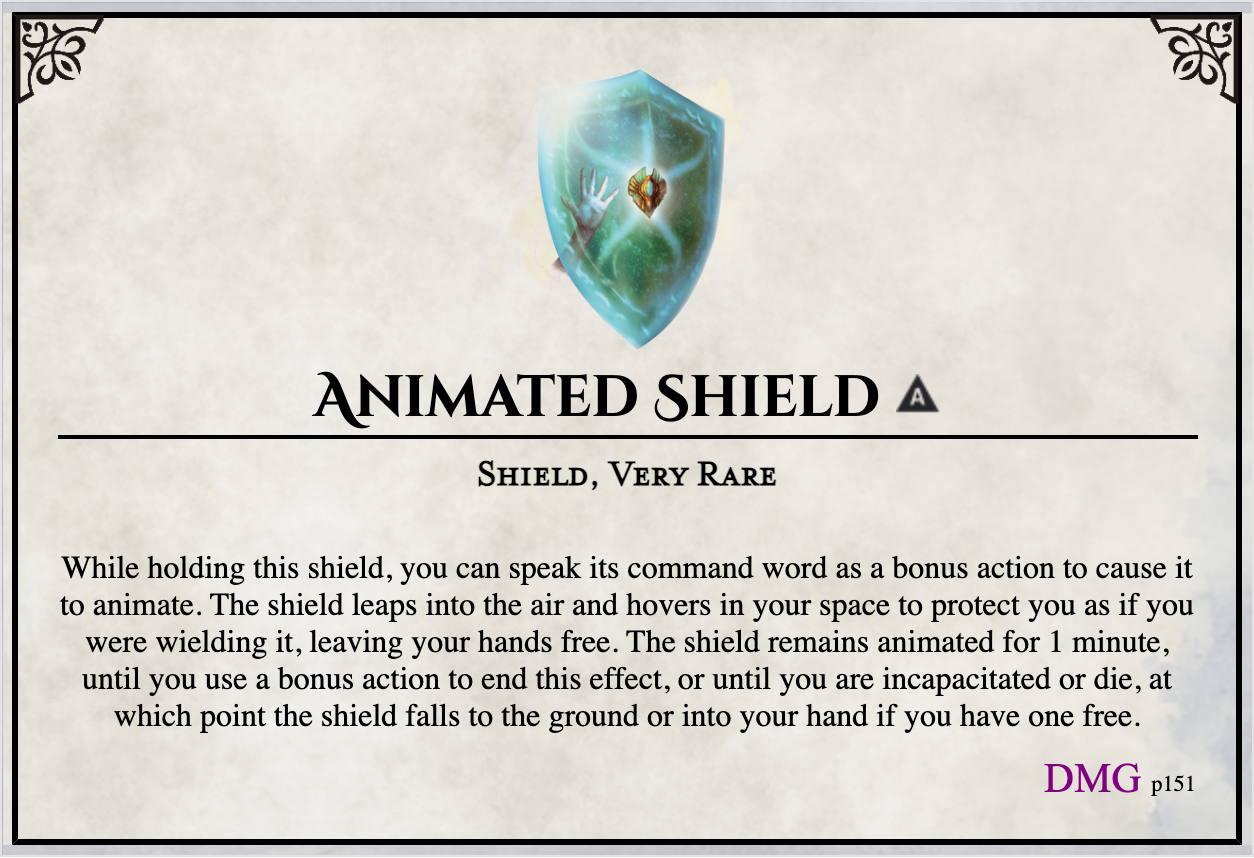 Animated Shield A
Shield, Very Rare
While holding this shield, you can speak its command word as a bonus action to cause it
to animate. The shield leaps into the air and hovers in your space to protect you as if you
were wielding it, leaving your hands free. The shield remains animated for 1 minute,
until you use a bonus action to end this effect, or until you are incapacitated or die, at
which point the shield falls to the ground or into your hand if you have one free.
DMG p151